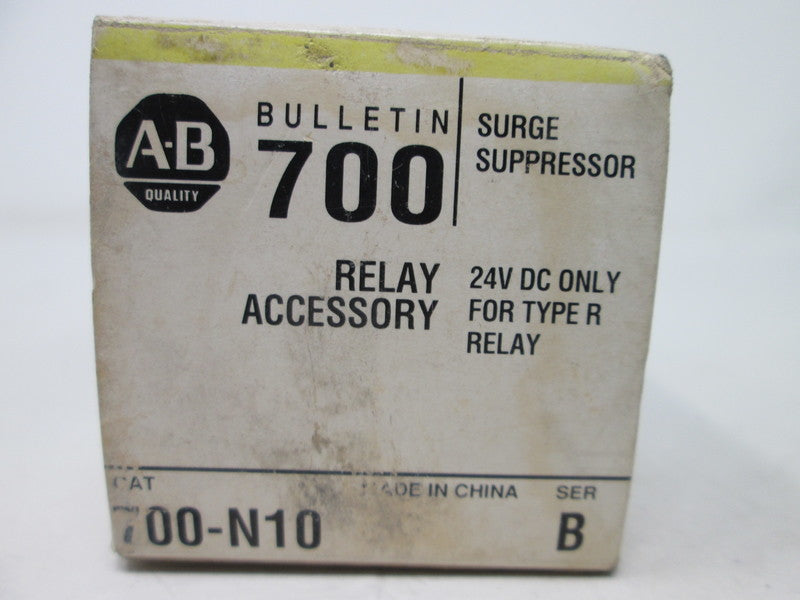 A-B
QUALITY
BULLETIN
700
SURGE
SUPPRESSOR
RELAY
ACCESSORY
24V DC ONLY
FOR TYPE R
RELAY
CAT
MADE IN CHINA
SER
700-N10
B